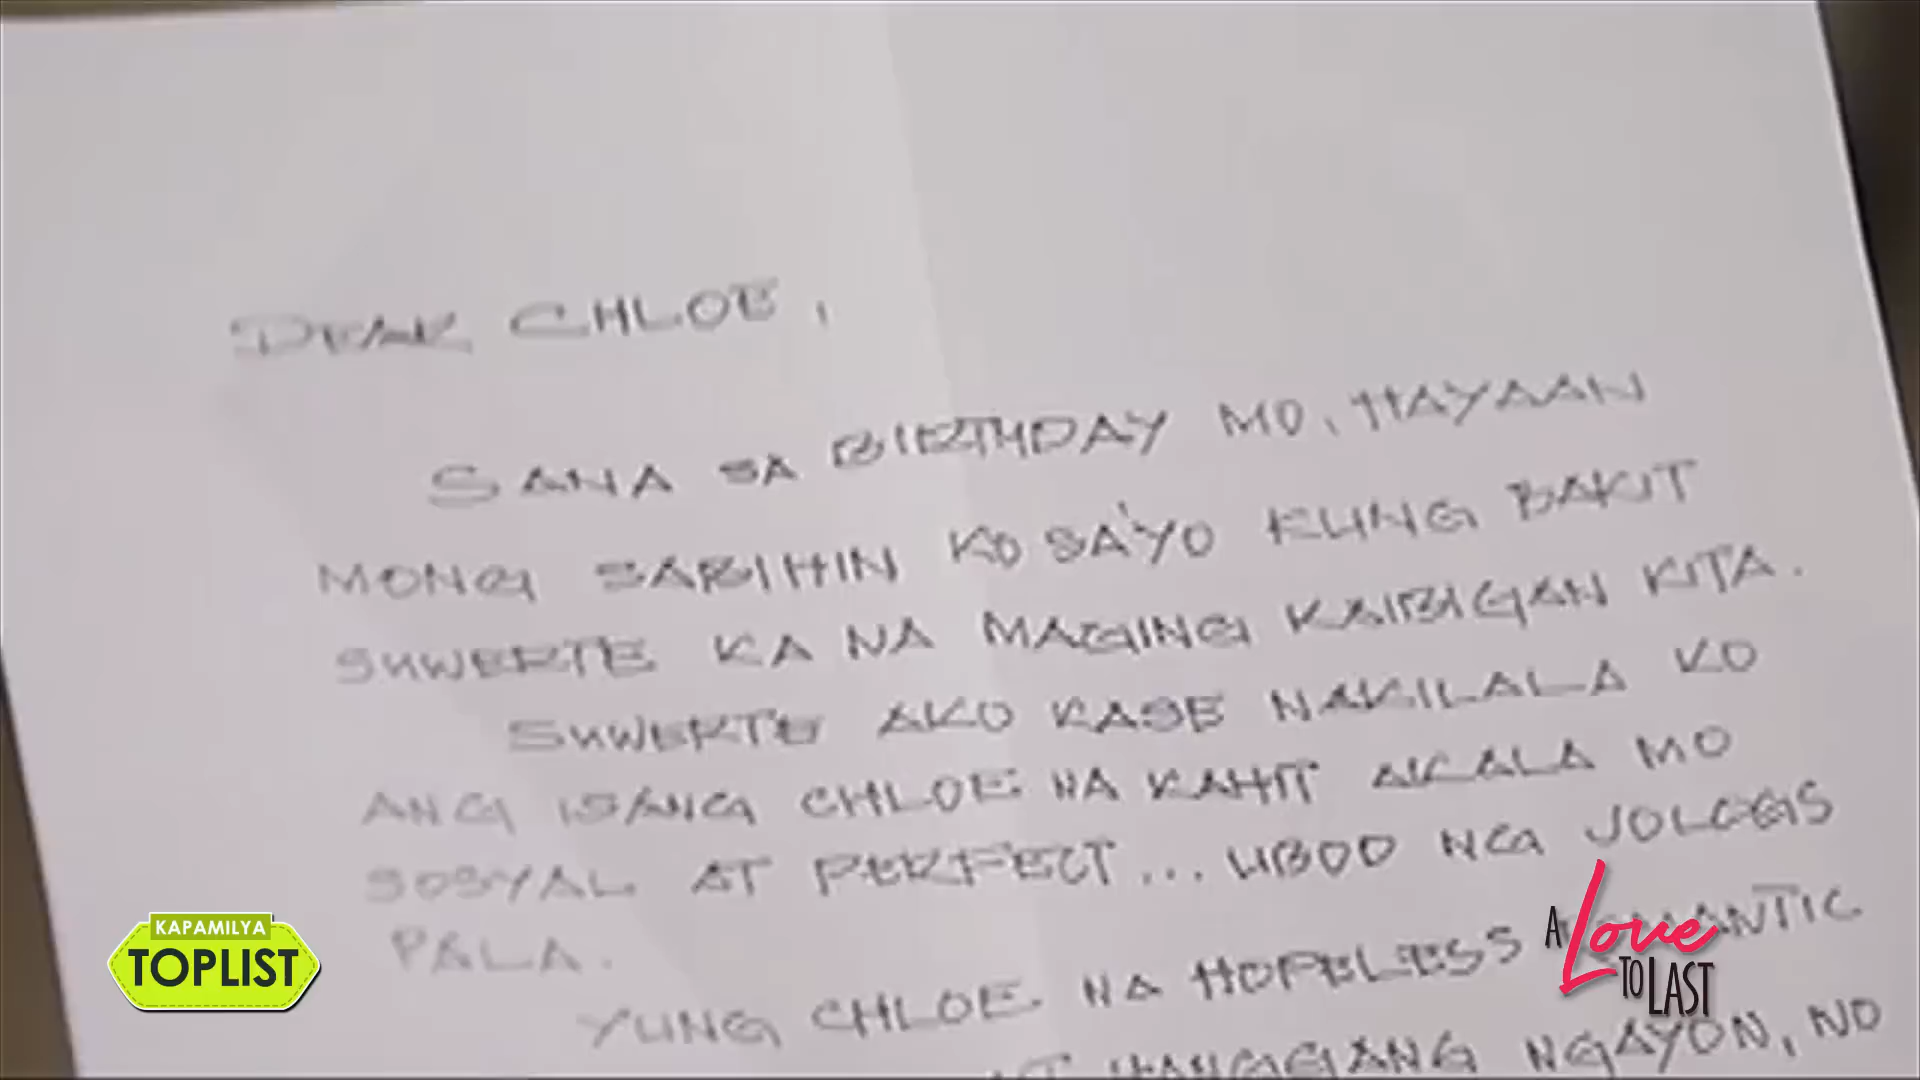 DEAR CHLOE,
SANA SA BIRTHDAY MO, HAYAAN
MONG SABIHIN KO SA'YO KUNG BAKIT
SWERTE KA NA MAGING KAIBIGAN KITA.
SUWERTE AKO KASE NAKILALA KO
ANG ISANG CHLOE NA KAHIT AKALA MO
SOSYAL AT PERFECT... UBOD NG JOLOGS
PALA.
YUNG CHLOE NA HOPELESS ROMANTIC
HANGGANG NGAYON, NO
KAPAMILYA
TOPLIST
A Love
TO LAST